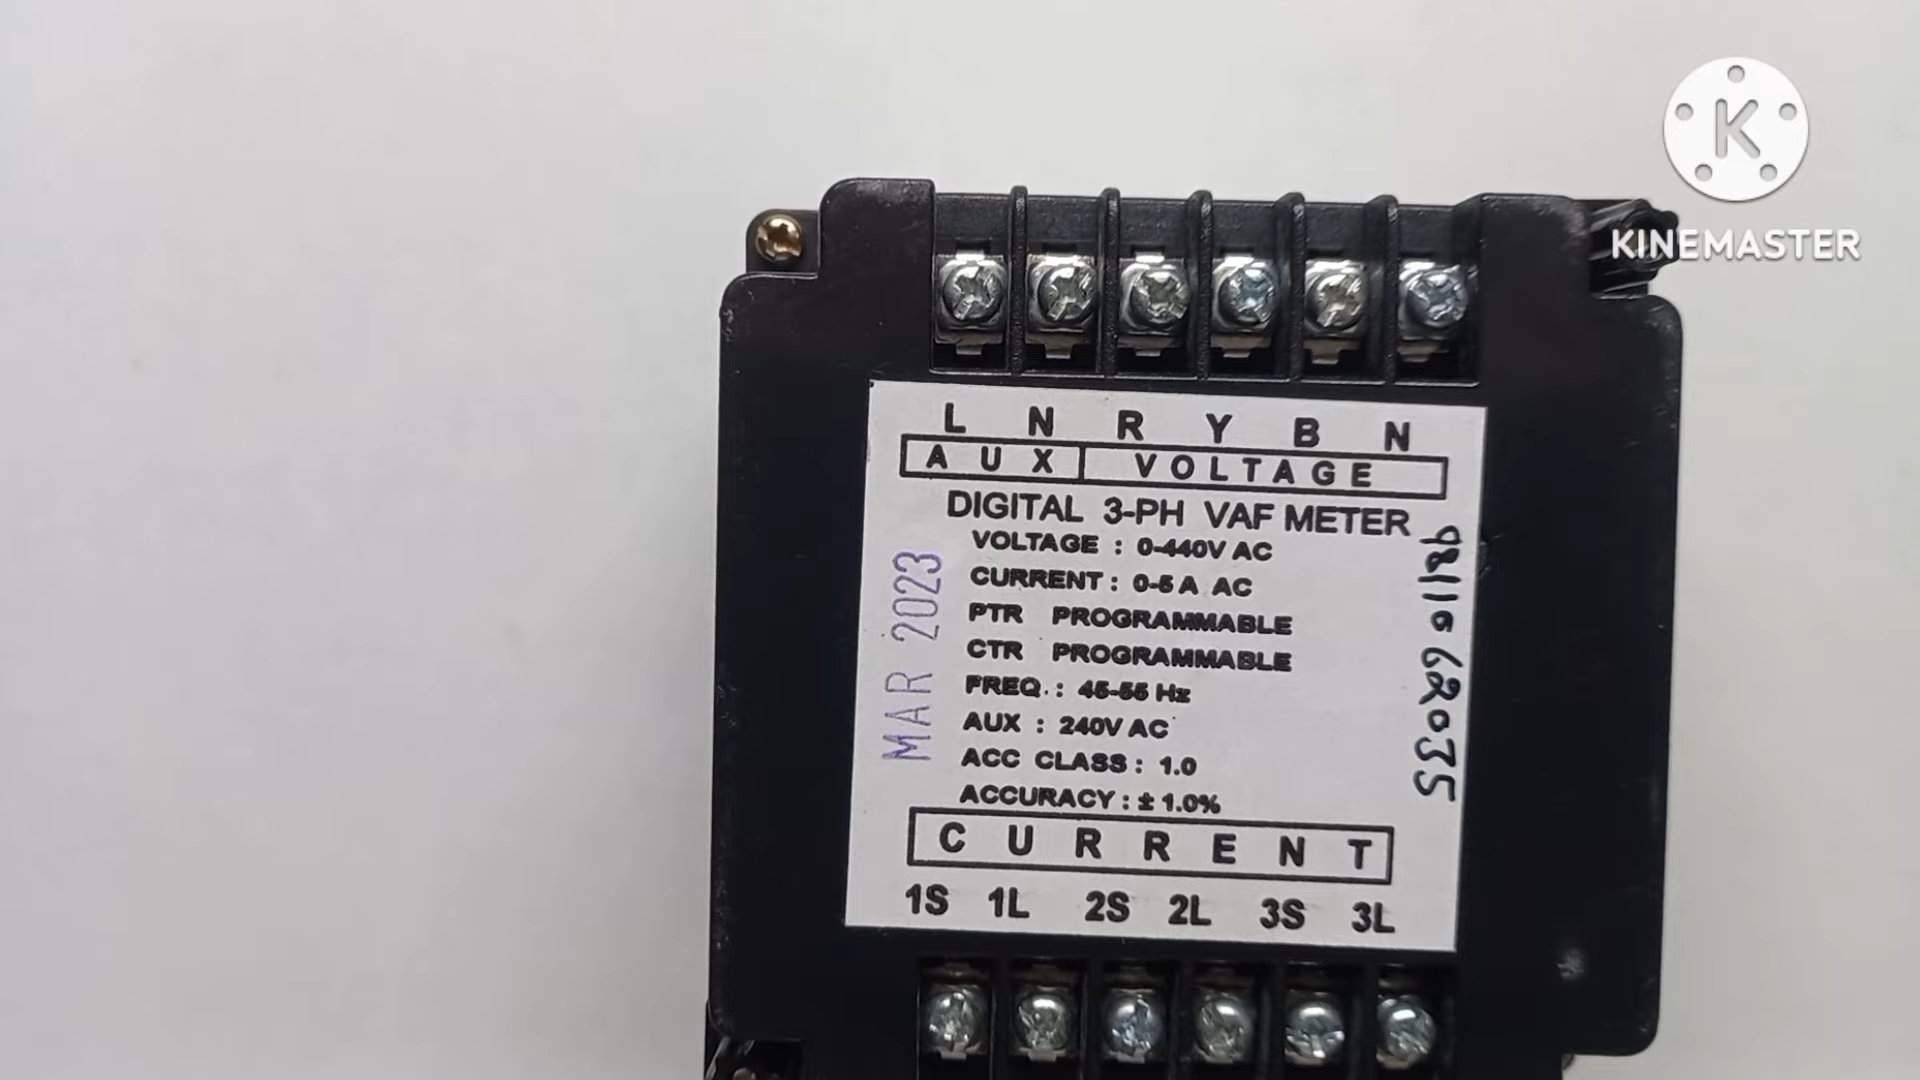 K
KINEMASTER
L N R Y B N
AUX VOLTAGE
DIGITAL 3-PH VAF METER
VOLTAGE : 0-440V AC
CURRENT : 0-5 A AC
PTR PROGRAMMABLE
CTR PROGRAMMABLE
FREQ. : 45-55 Hz
AUX : 240V AC
ACC CLASS : 1.0
ACCURACY : ± 1.0%
CURRENT
1S 1L 2S 2L 3S 3L
MAR 2023
9811062035